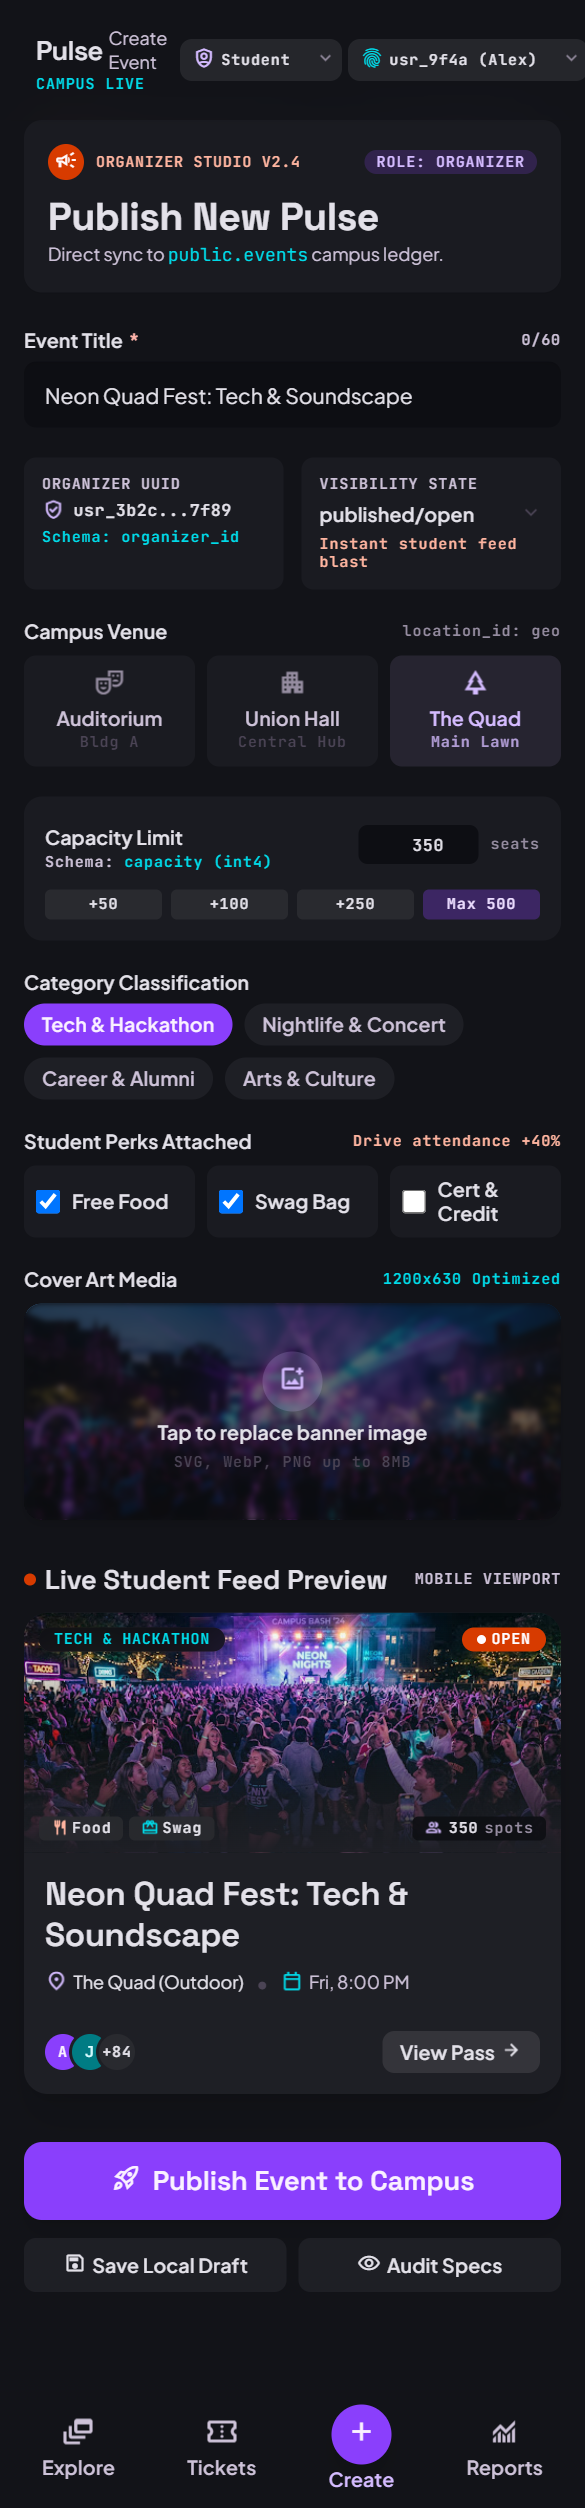 Pulse
Create
Event
CAMPUS LIVE
Student
usr_9f4a (Alex)
ORGANIZER STUDIO V2.4
ROLE: ORGANIZER
Publish New Pulse
Direct sync to public.events campus ledger.
Event Title *
0/60
Neon Quad Fest: Tech & Soundscape
ORGANIZER UUID
usr_3b2c...7f89
Schema: organizer_id
VISIBILITY STATE
published/open
Instant student feed
blast
Campus Venue
location_id: geo
Auditorium
Bldg A
Union Hall
Central Hub
The Quad
Main Lawn
Capacity Limit
Schema: capacity (int4)
350
seats
+50
+100
+250
Max 500
Category Classification
Tech & Hackathon
Nightlife & Concert
Career & Alumni
Arts & Culture
Student Perks Attached
Drive attendance +40%
Free Food
Swag Bag
Cert &
Credit
Cover Art Media
1200x630 Optimized
Tap to replace banner image
SVG, WebP, PNG up to 8MB
Live Student Feed Preview
MOBILE VIEWPORT
CAMPUS BASH '24
TECH & HACKATHON
OPEN
NEON
NIGHTS
TACOS
Food
Swag
350 spots
Neon Quad Fest: Tech &
Soundscape
The Quad (Outdoor)
Fri, 8:00 PM
A
J
+84
View Pass
Publish Event to Campus
Save Local Draft
Audit Specs
Explore
Tickets
Create
Reports